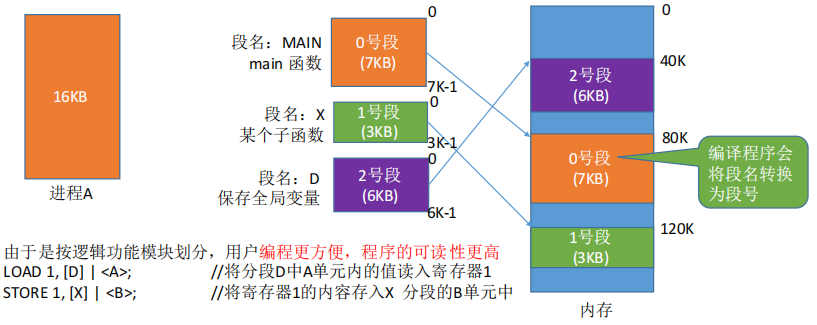 16KB
进程A
段名：MAIN
main 函数
0
0号段
(7KB)
7K-1
段名：X
某个子函数
0
1号段
(3KB)
3K-1
段名：D
保存全局变量
0
2号段
(6KB)
6K-1
0
40K
2号段
(6KB)
80K
0号段
(7KB)
120K
1号段
(3KB)
内存
编译程序会
将段名转换
为段号
由于是按逻辑功能模块划分，用户编程更方便，程序的可读性更高
LOAD 1, [D] | <A>; //将分段D中A单元内的值读入寄存器1
STORE 1, [X] | <B>; //将寄存器1的内容存入X 分段的B单元中